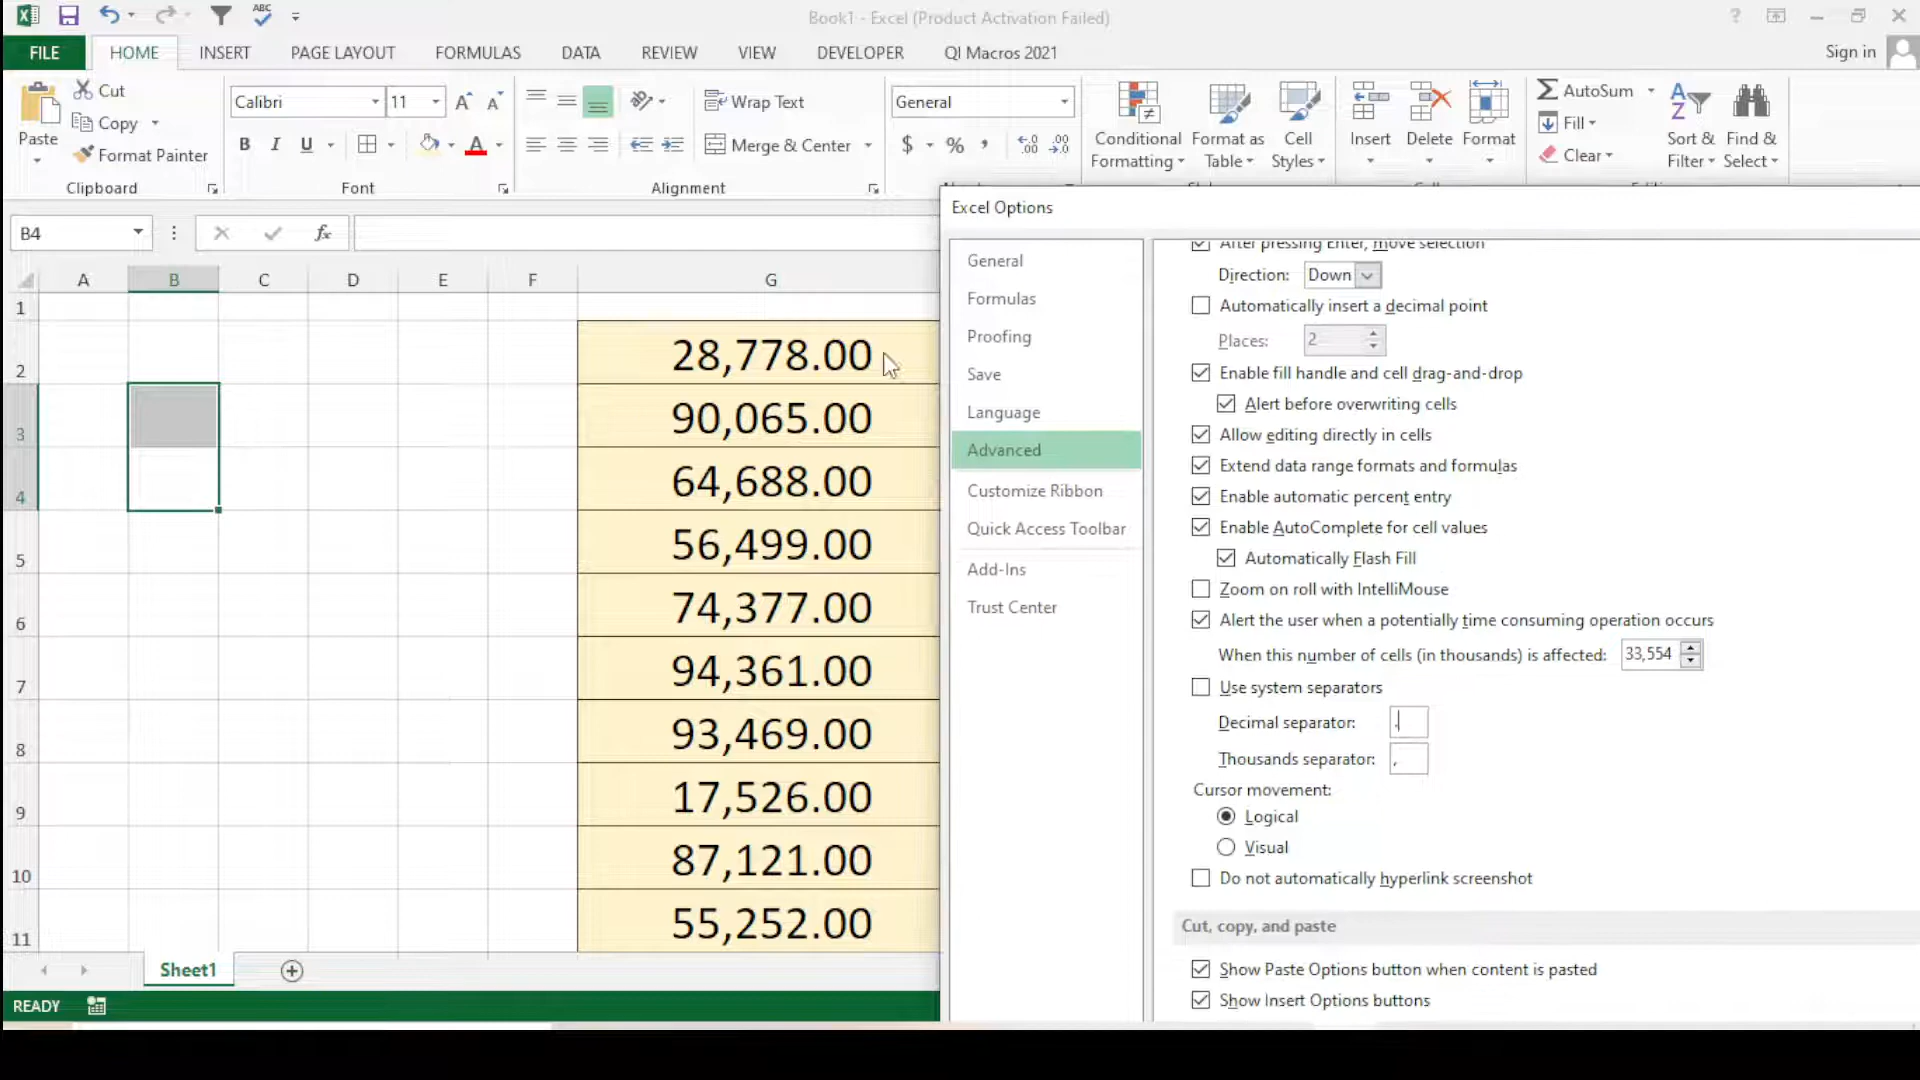 ABC
Book1 - Excel (Product Activation Failed)
?
FILE
HOME
INSERT
PAGE LAYOUT
FORMULAS
DATA
REVIEW
VIEW
DEVELOPER
QI Macros 2021
Sign in
Paste
Cut
Copy
Format Painter
Clipboard
Calibri
11
B I U
Font
Wrap Text
Merge & Center
Alignment
General
$ % ,
Conditional
Formatting
Format as
Table
Cell
Styles
Insert
Delete
Format
AutoSum
Fill
Clear
Sort &
Filter
Find &
Select
B4
fx
A B C D E F G
1
2 28,778.00
3 90,065.00
4 64,688.00
5 56,499.00
6 74,377.00
7 94,361.00
8 93,469.00
9 17,526.00
10 87,121.00
11 55,252.00
Sheet1
READY
Excel Options
General
Formulas
Proofing
Save
Language
Advanced
Customize Ribbon
Quick Access Toolbar
Add-Ins
Trust Center
After pressing Enter, move selection
Direction: Down
Automatically insert a decimal point
Places: 2
Enable fill handle and cell drag-and-drop
Alert before overwriting cells
Allow editing directly in cells
Extend data range formats and formulas
Enable automatic percent entry
Enable AutoComplete for cell values
Automatically Flash Fill
Zoom on roll with IntelliMouse
Alert the user when a potentially time consuming operation occurs
When this number of cells (in thousands) is affected: 33,554
Use system separators
Decimal separator: .
Thousands separator: ,
Cursor movement:
Logical
Visual
Do not automatically hyperlink screenshot
Cut, copy, and paste
Show Paste Options button when content is pasted
Show Insert Options buttons